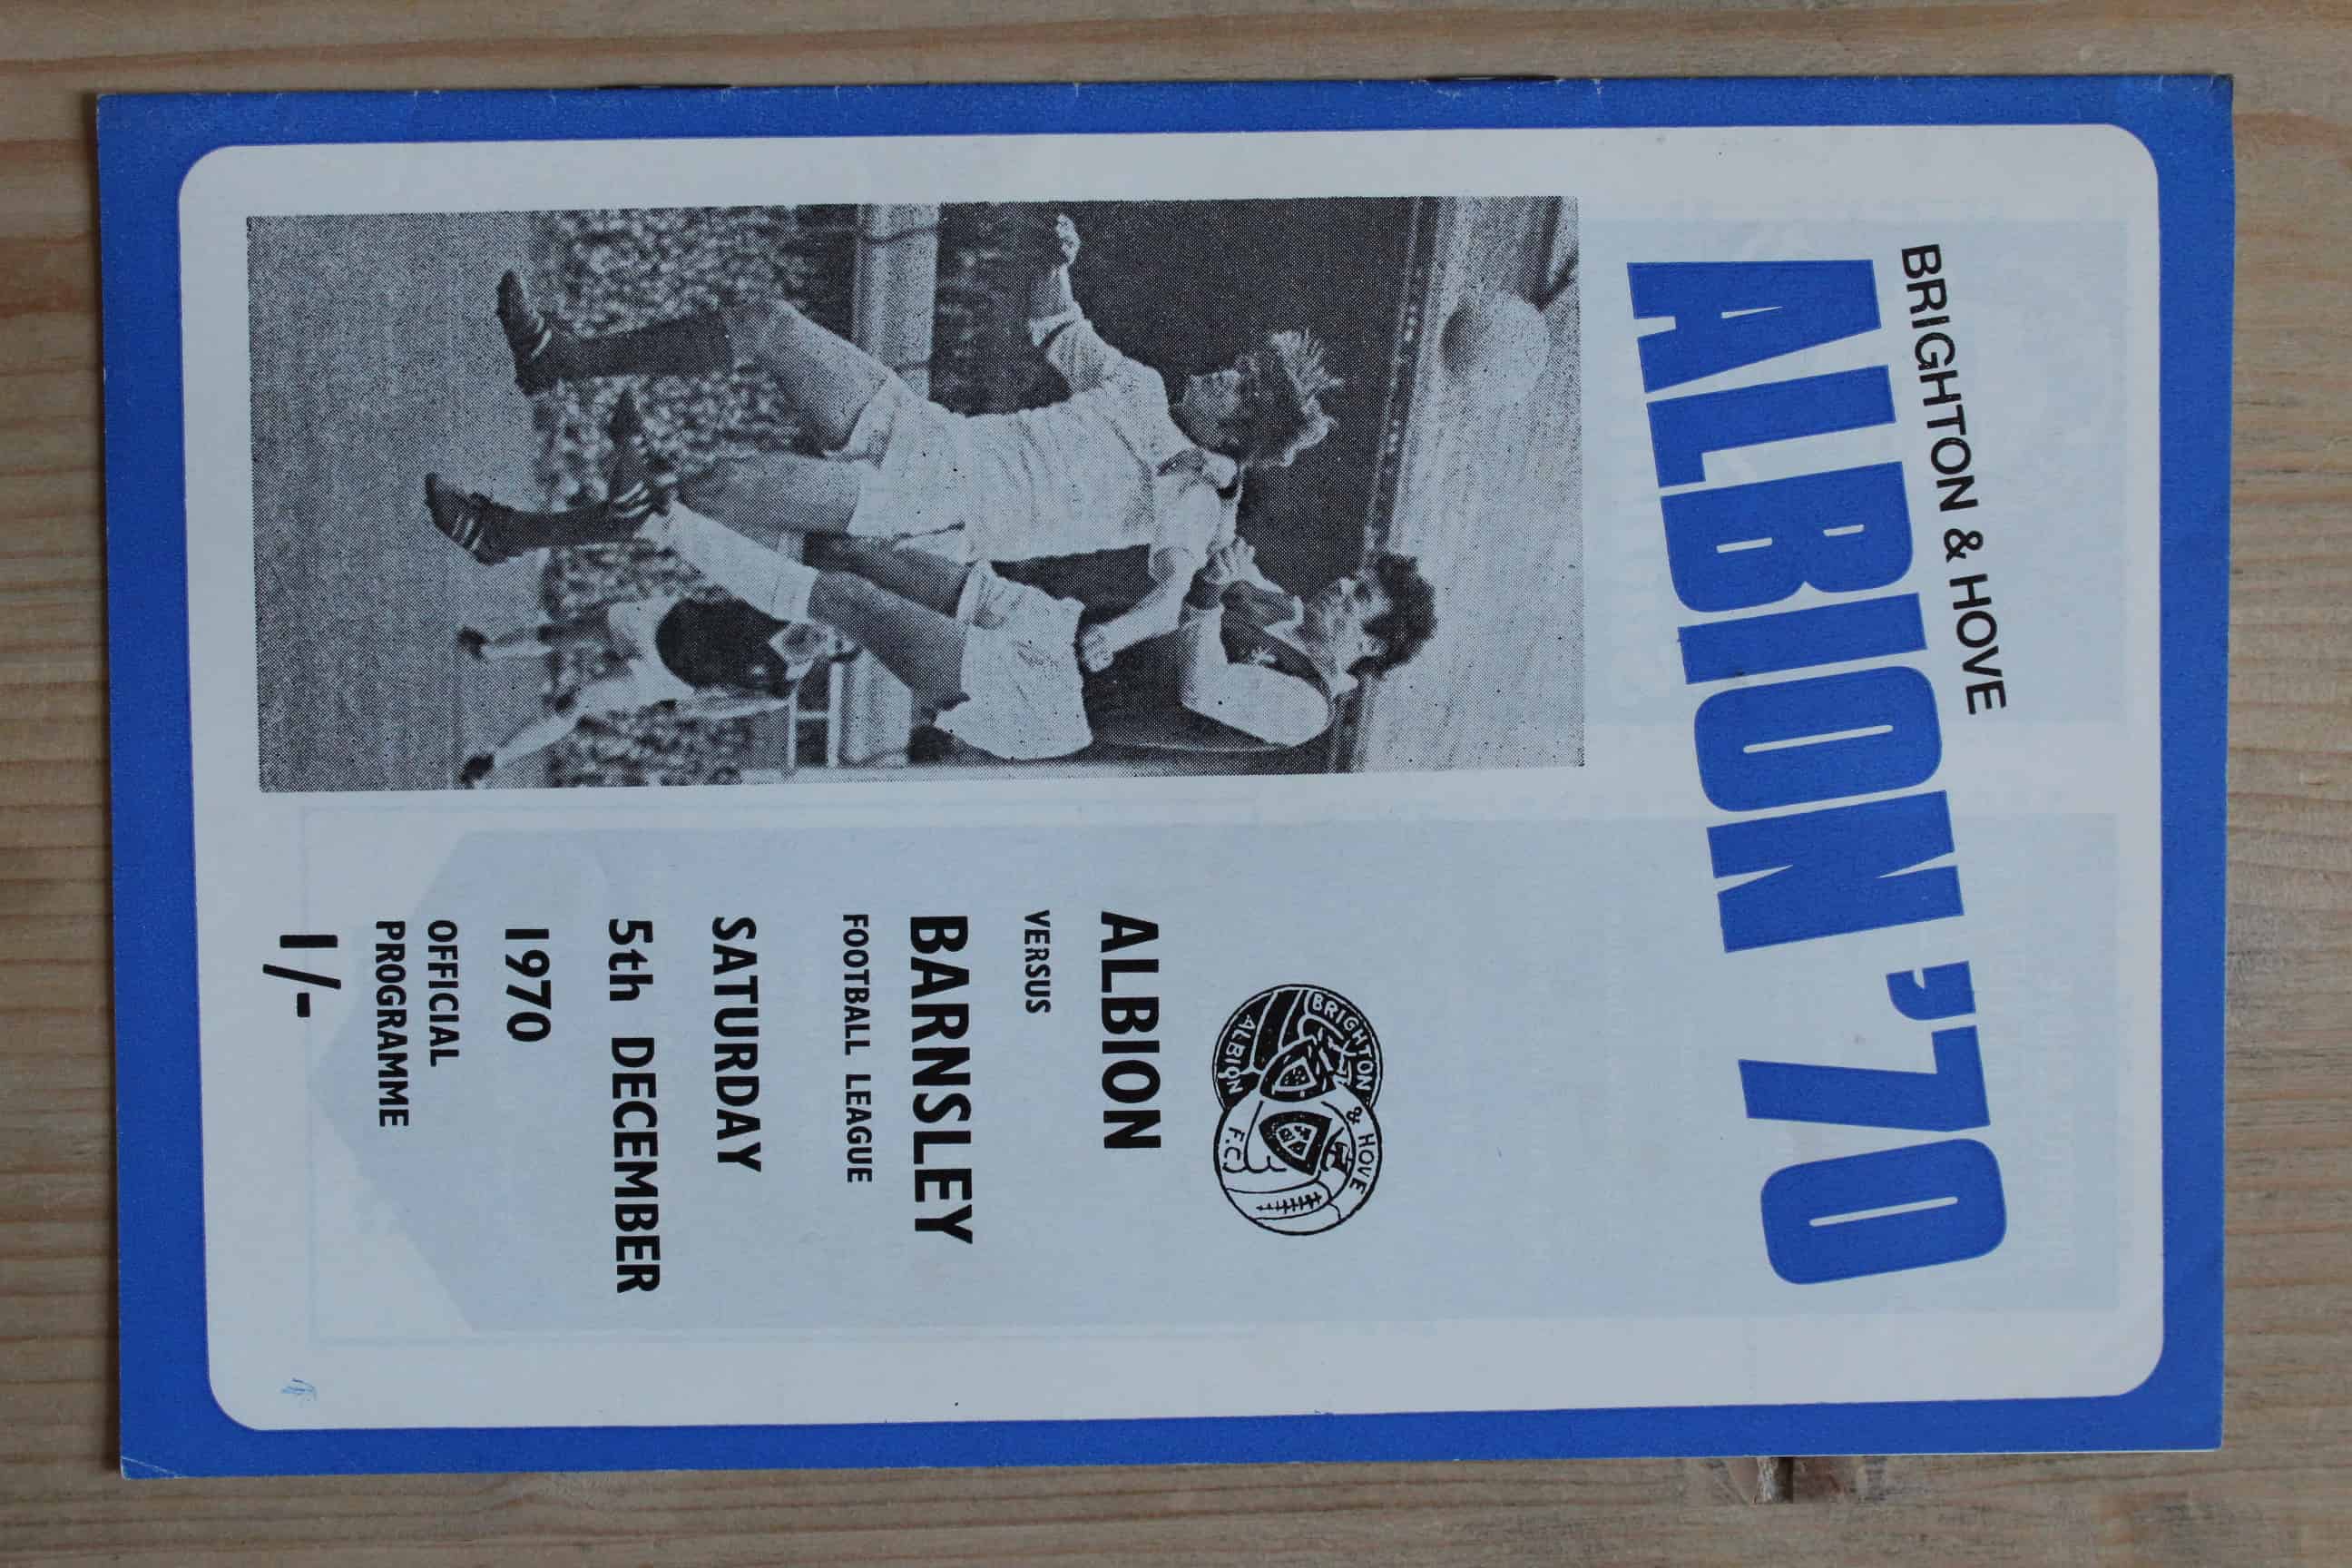 BRIGHTON & HOVE
ALBION '70
BRIGHTON & HOVE
ALBION F.C.
ALBION
VERSUS
BARNSLEY
FOOTBALL LEAGUE
SATURDAY
5th DECEMBER
1970
OFFICIAL
PROGRAMME
1/-